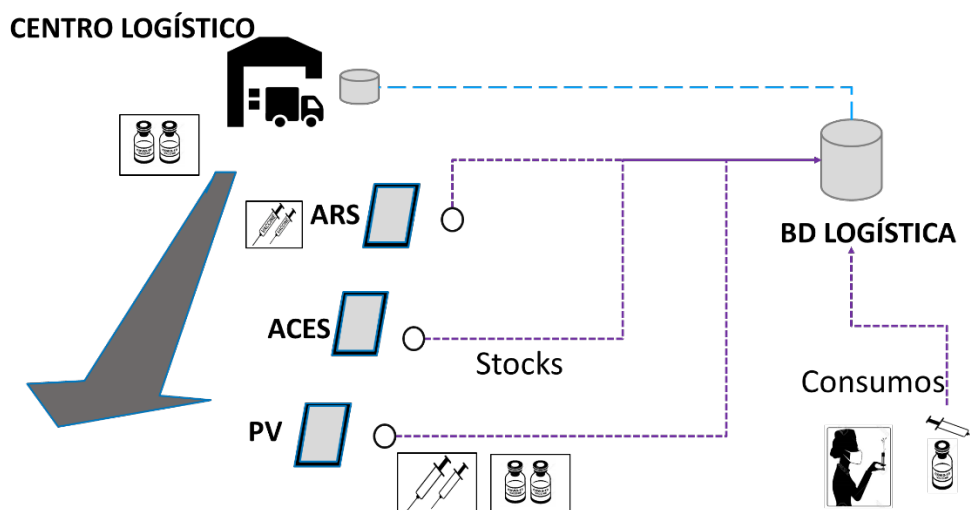 CENTRO LOGÍSTICO
ARS
BD LOGÍSTICA
ACES
Stocks
Consumos
PV